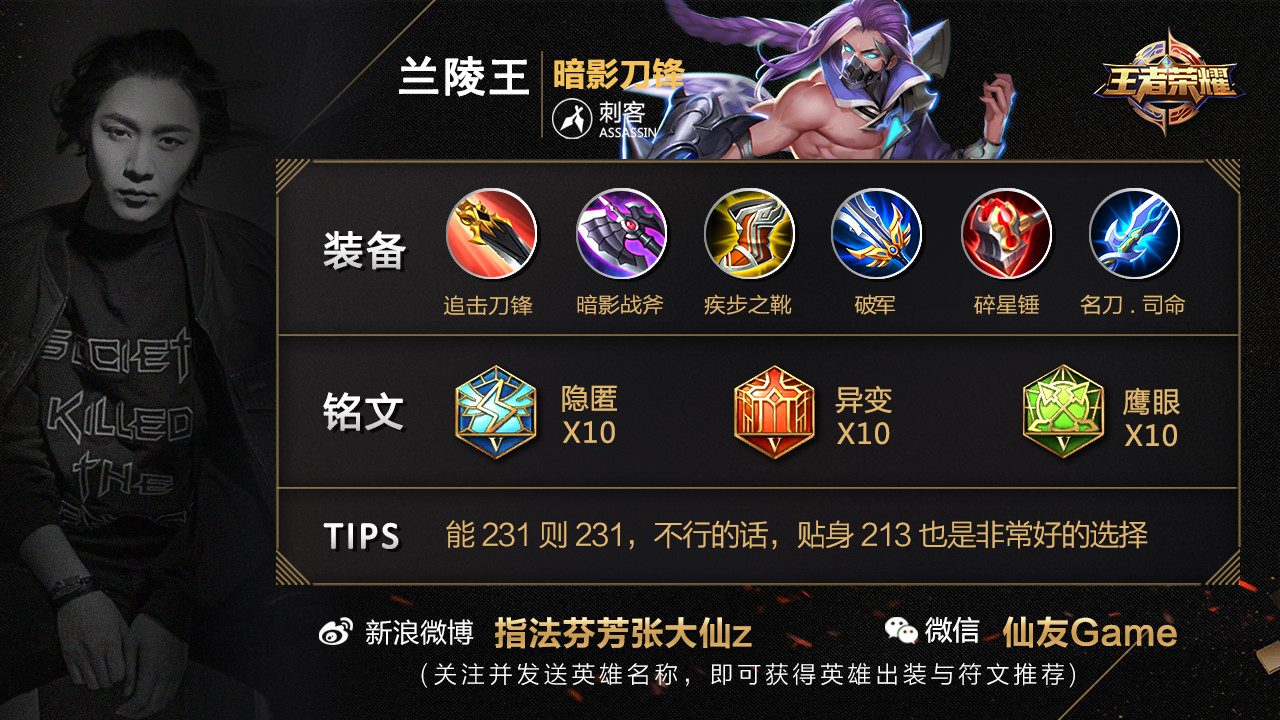 兰陵王
暗影刀锋
刺客
ASSASSIN
王者荣耀
装备
追击刀锋 暗影战斧 疾步之靴 破军 碎星锤 名刀.司命
铭文
隐匿 X10
异变 X10
鹰眼 X10
V V V
TIPS
能 231 则 231，不行的话，贴身 213 也是非常好的选择
新浪微博 指法芬芳张大仙z 微信 仙友Game
（关注并发送英雄名称，即可获得英雄出装与符文推荐）
SOCIETY
KILLED
THE